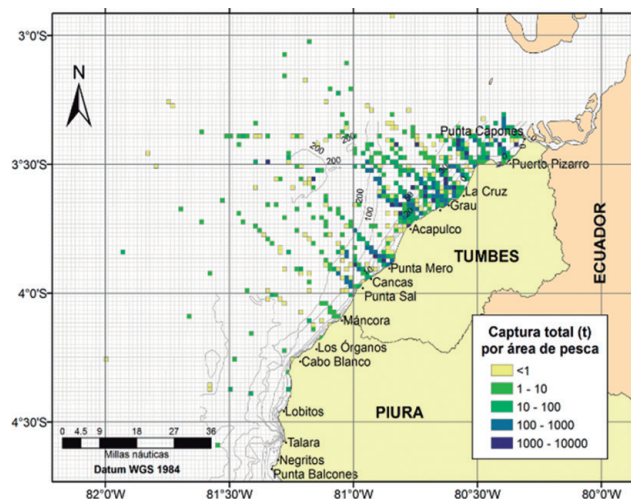 3°0'S
N
Punta Capones
200
200
200
3°30'S
Puerto Pizarro
200
La Cruz
100
Grau
Acapulco
TUMBES
ECUADOR
Punta Mero
4°0'S
Cancas
Punta Sal
Máncora
Captura total (t)
por área de pesca
Los Órganos
<1
Cabo Blanco
1 - 10
10 - 100
PIURA
100 - 1000
Lobitos
1000 - 10000
4°30'S
0 4.5 9 18 27 36
Millas náuticas
Talara
Datum WGS 1984
Negritos
Punta Balcones
82°0'W
81°30'W
81°0'W
80°30'W
80°0'W